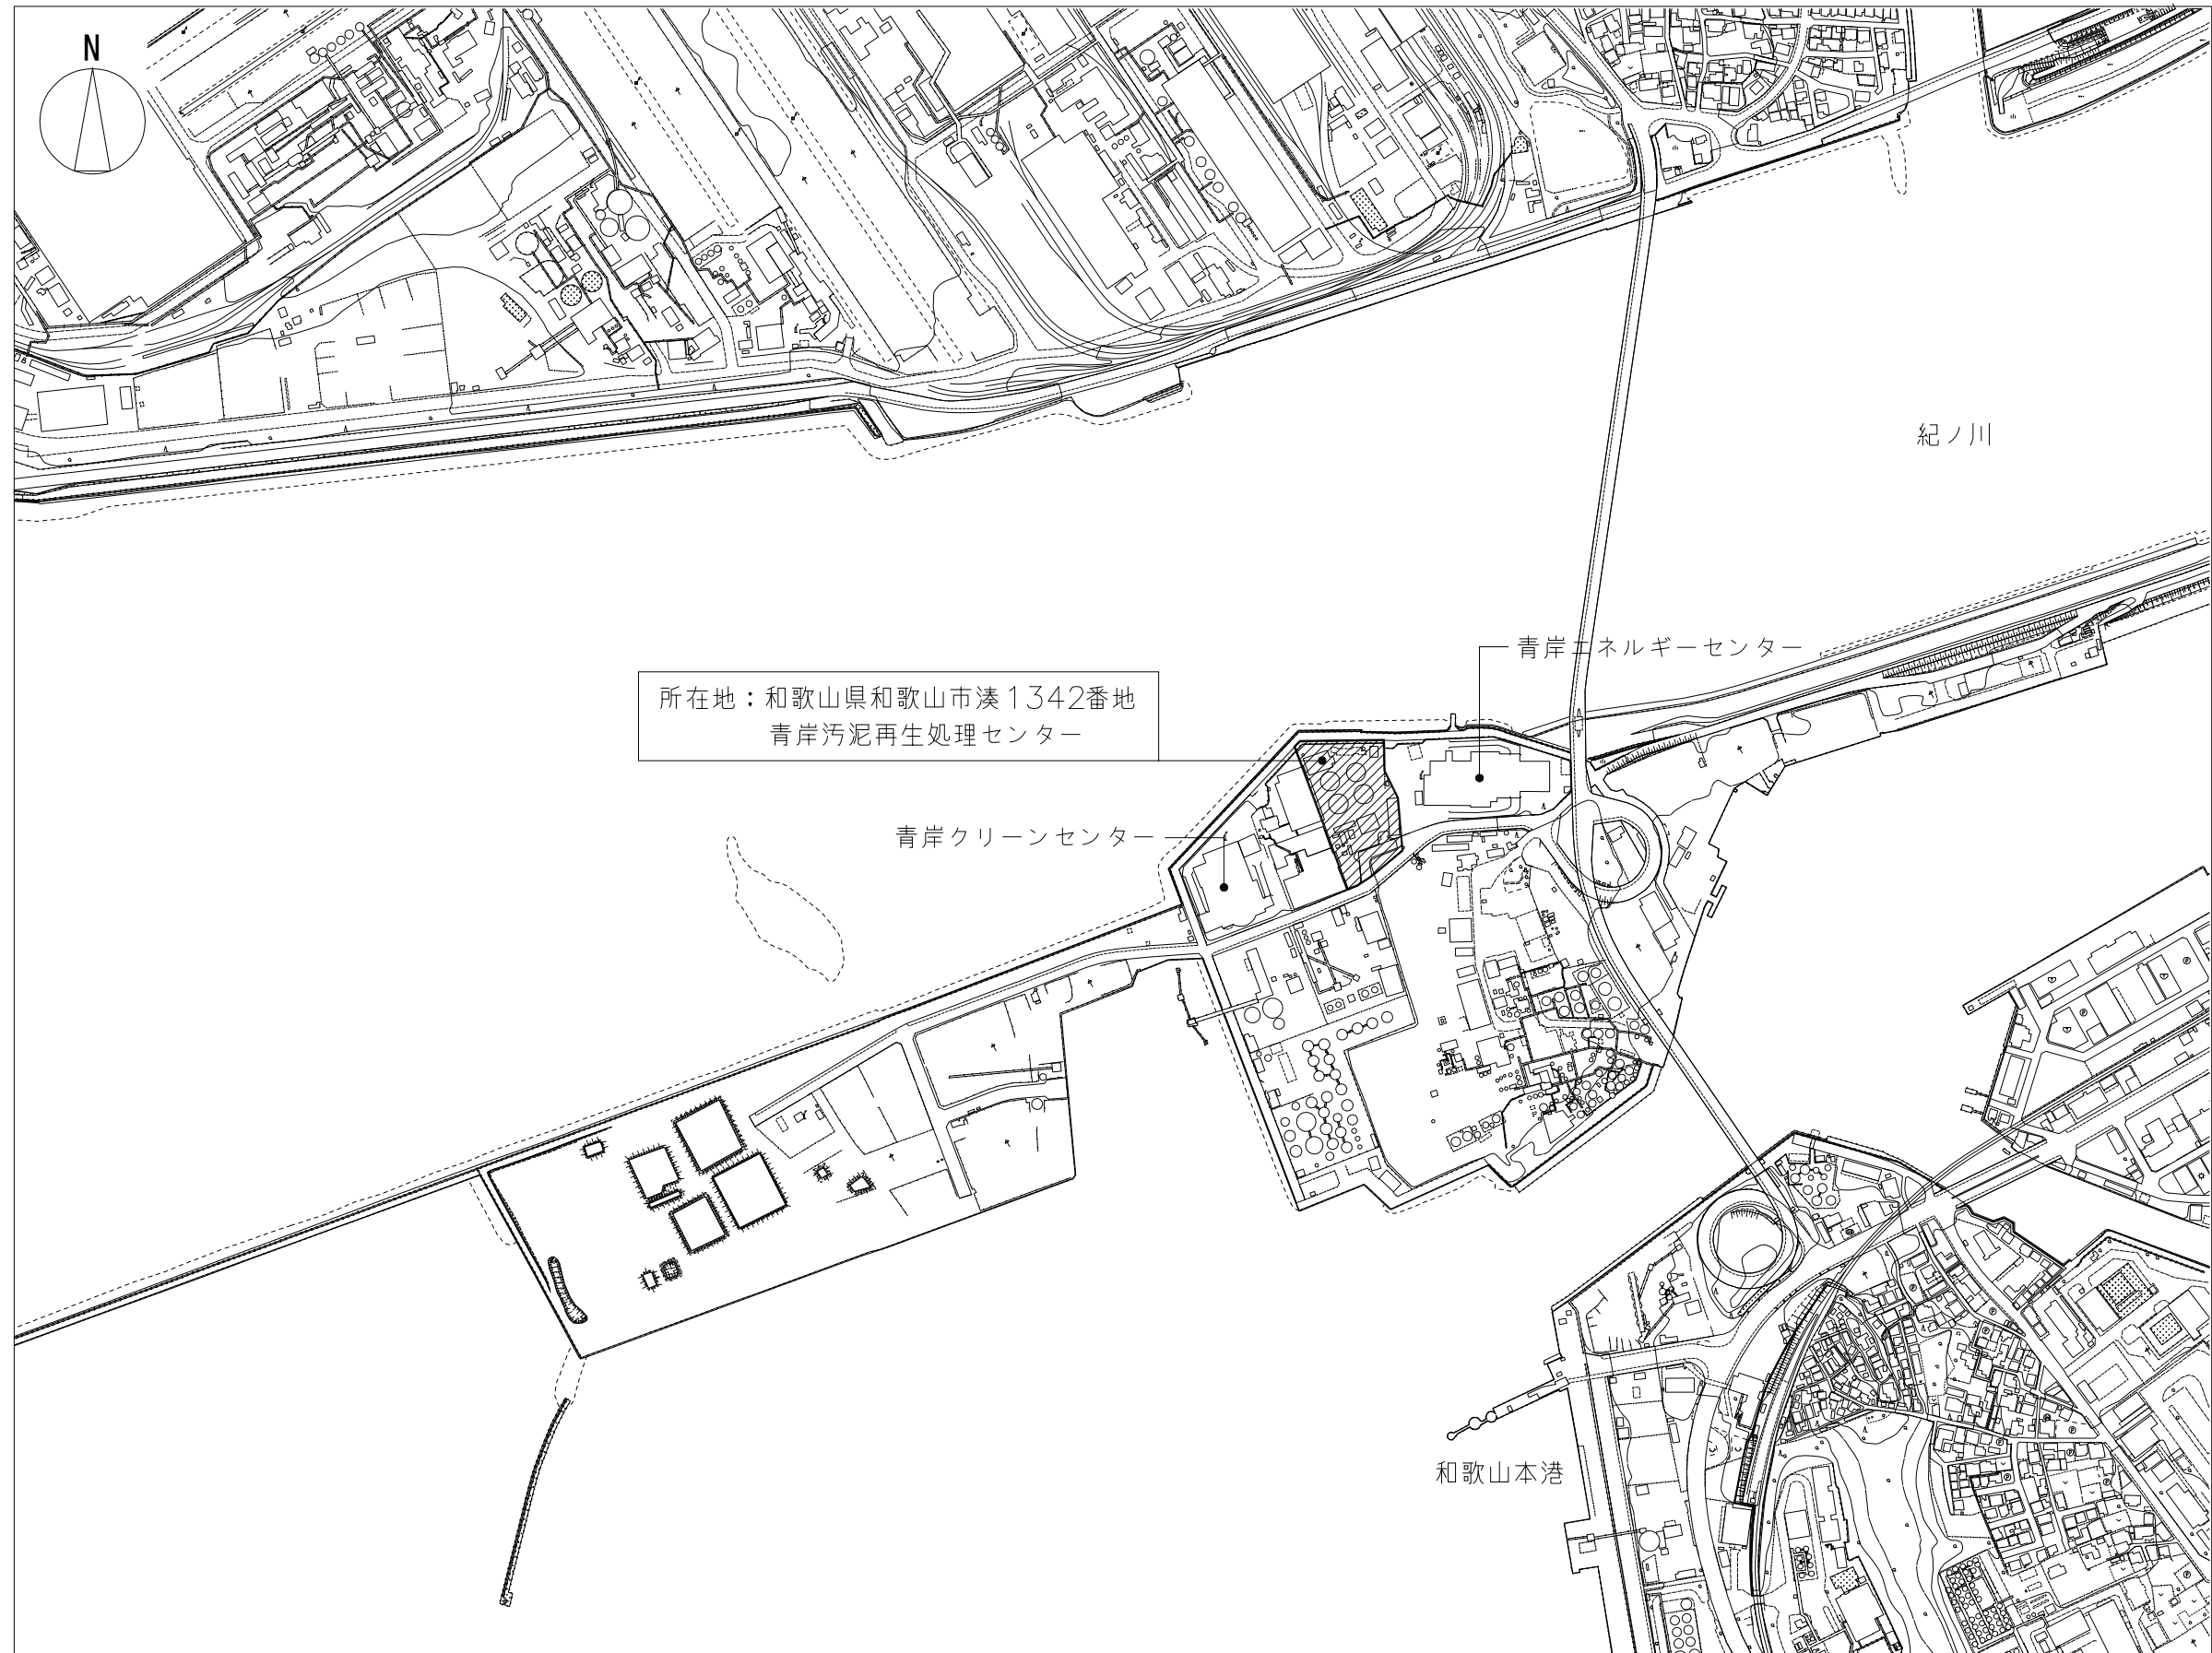 N
紀ノ川
青岸エネルギーセンター
所在地：和歌山県和歌山市湊1342番地
青岸汚泥再生処理センター
青岸クリーンセンター
和歌山本港